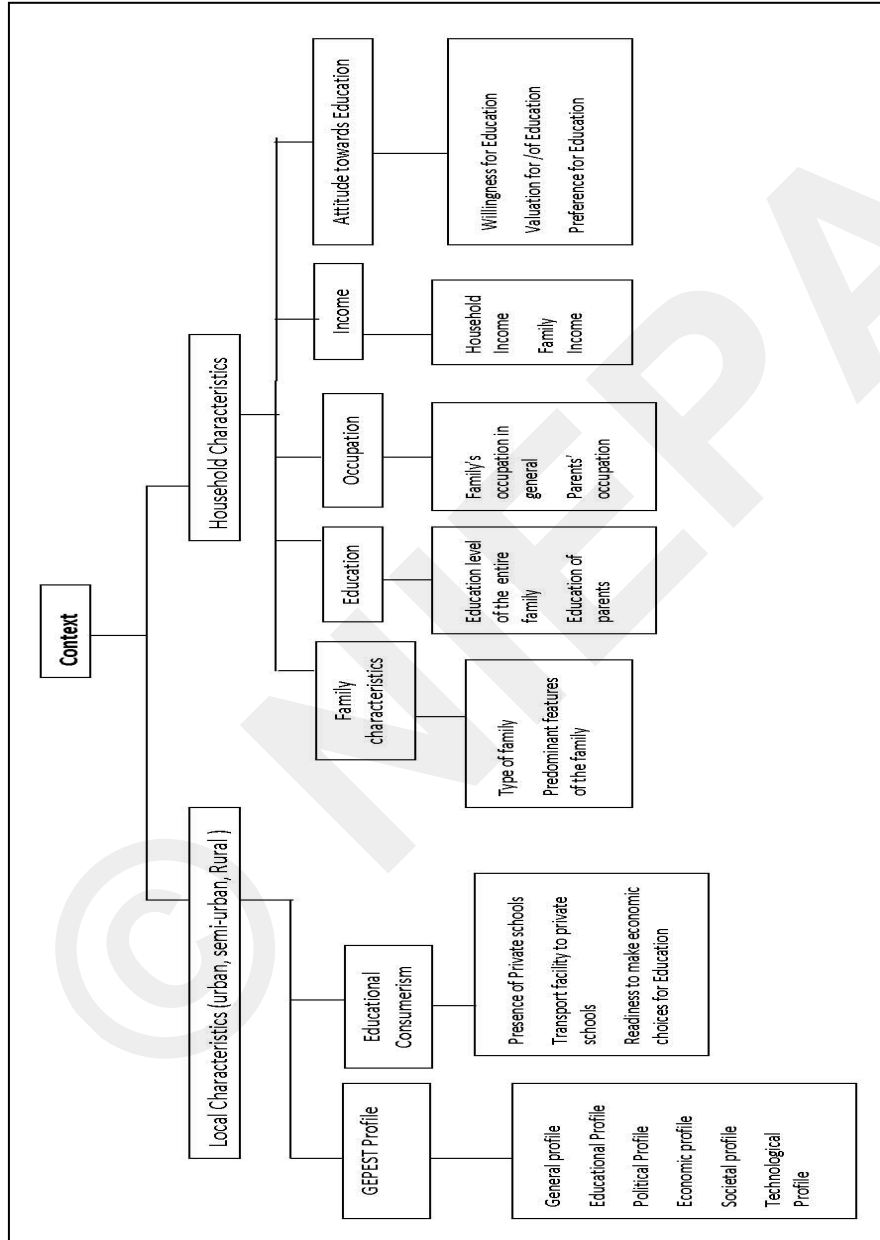 Context
Local Characteristics (urban, semi-urban, Rural )
Household Characteristics
GEPEST Profile
Educational
Consumerism
Family
characteristics
Education
Occupation
Income
Attitude towards Education
General profile
Educational Profile
Political Profile
Economic profile
Societal profile
Technological
Profile
Presence of Private schools
Transport facility to private
schools
Readiness to make economic
choices for Education
Type of family
Predominant features
of the family
Education level
of the entire
family
Education of
parents
Family's
occupation in
general
Parents'
occupation
Household
Income
Family
Income
Willingness for Education
Valuation for /of Education
Preference for Education
© NIEPA